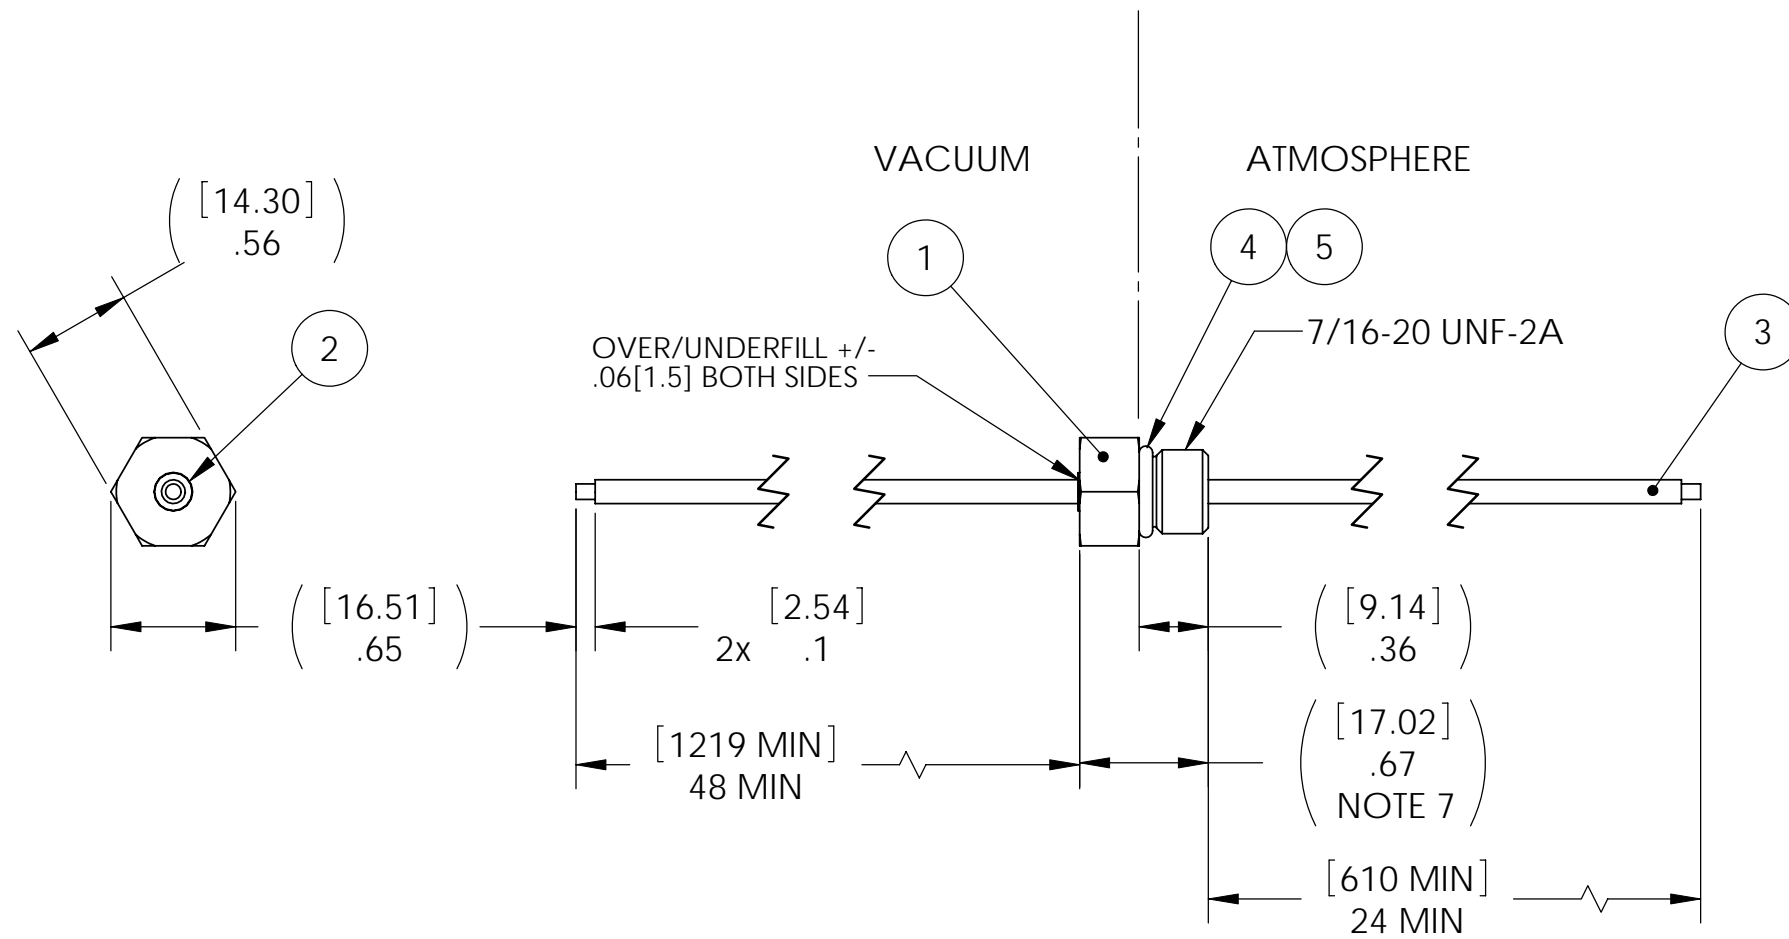 VACUUM
ATMOSPHERE
[14.30]
.56
1
4
5
2
3
7/16-20 UNF-2A
OVER/UNDERFILL +/-
.06[1.5] BOTH SIDES
[16.51]
.65
[2.54]
2x .1
[9.14]
.36
[1219 MIN]
48 MIN
[17.02]
.67
NOTE 7
[610 MIN]
24 MIN